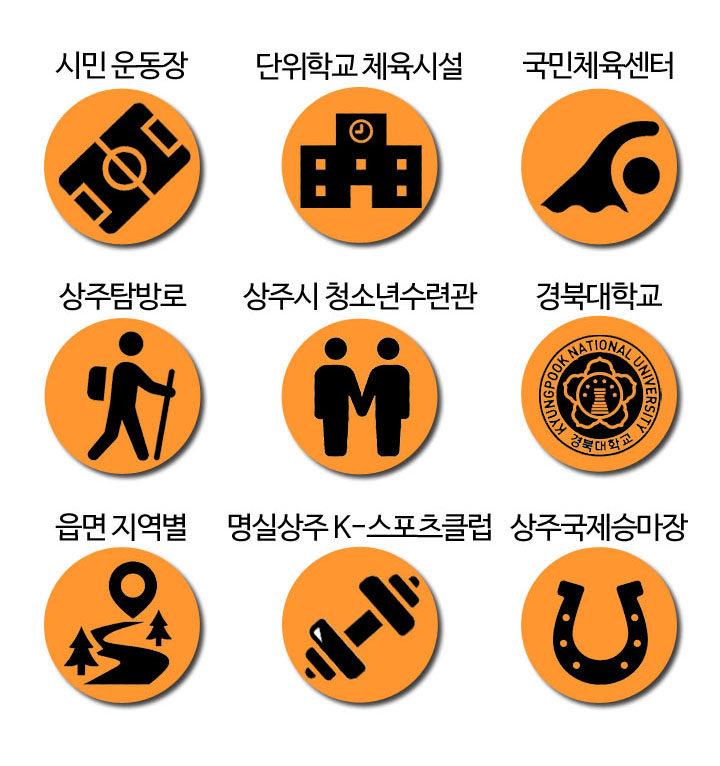 시민 운동장
단위학교 체육시설
국민체육센터
상주탐방로
상주시 청소년수련관
경북대학교
KYUNGPOOK NATIONAL UNIVERSITY
경북대학교
읍면 지역별
명실상주 K-스포츠클럽
상주국제승마장